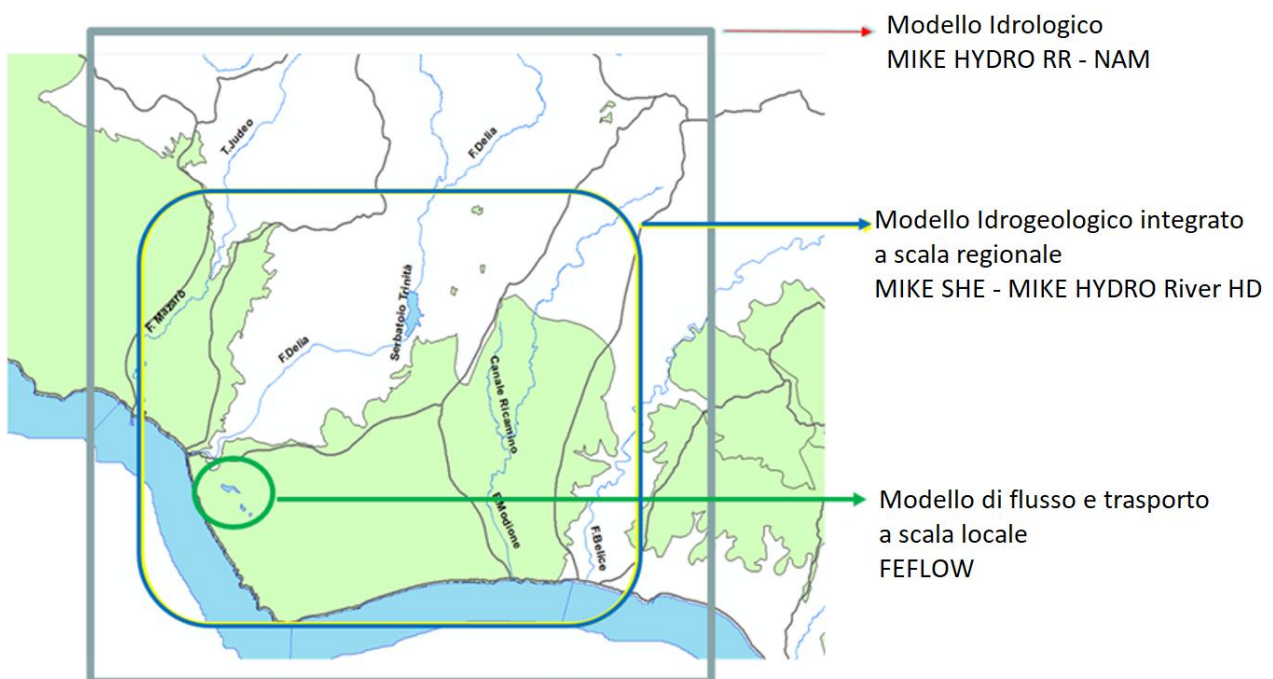 Modello Idrologico
MIKE HYDRO RR - NAM
T.Judeo
F.Delia
Modello Idrogeologico integrato
a scala regionale
MIKE SHE - MIKE HYDRO River HD
F. Mazaro
Serbatoio Trinità
F.Delia
Canale Ricamino
Modello di flusso e trasporto
a scala locale
FEFLOW
F.Modione
F.Belice